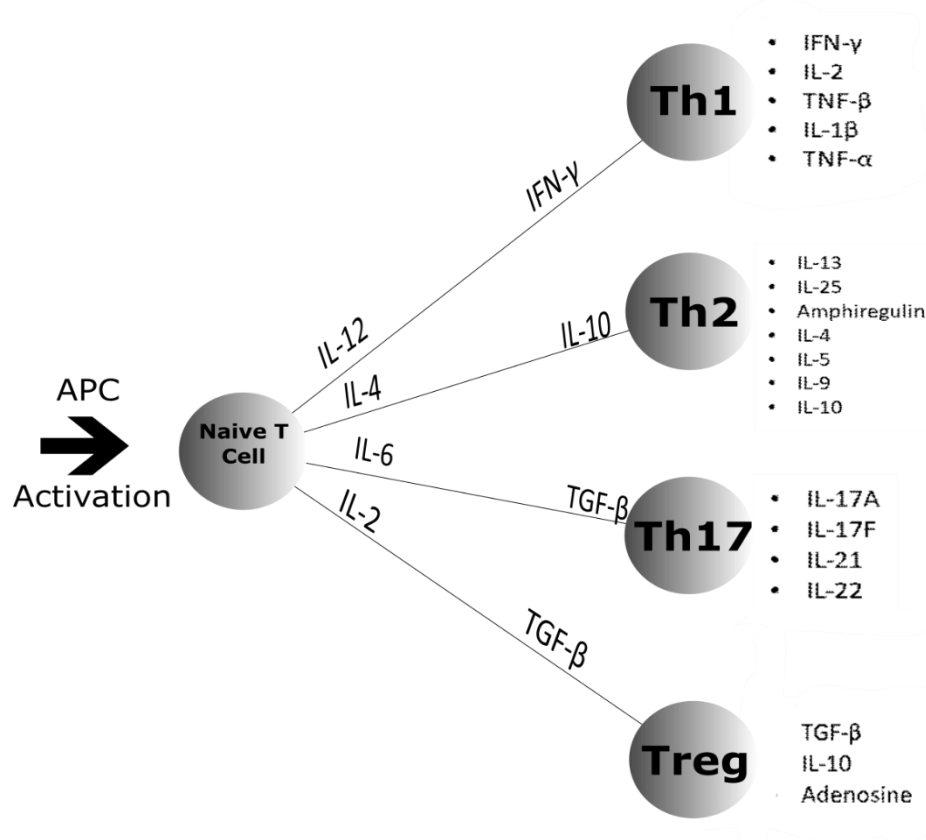 APC
Activation
Naive T
Cell
IL-12
IFN-γ
Th1
• IFN-γ
• IL-2
• TNF-β
• IL-1β
• TNF-α
IL-4
IL-10
Th2
• IL-13
• IL-25
• Amphiregulin
• IL-4
• IL-5
• IL-9
• IL-10
IL-6
TGF-β
Th17
• IL-17A
• IL-17F
• IL-21
• IL-22
IL-2
TGF-β
Treg
TGF-β
IL-10
Adenosine